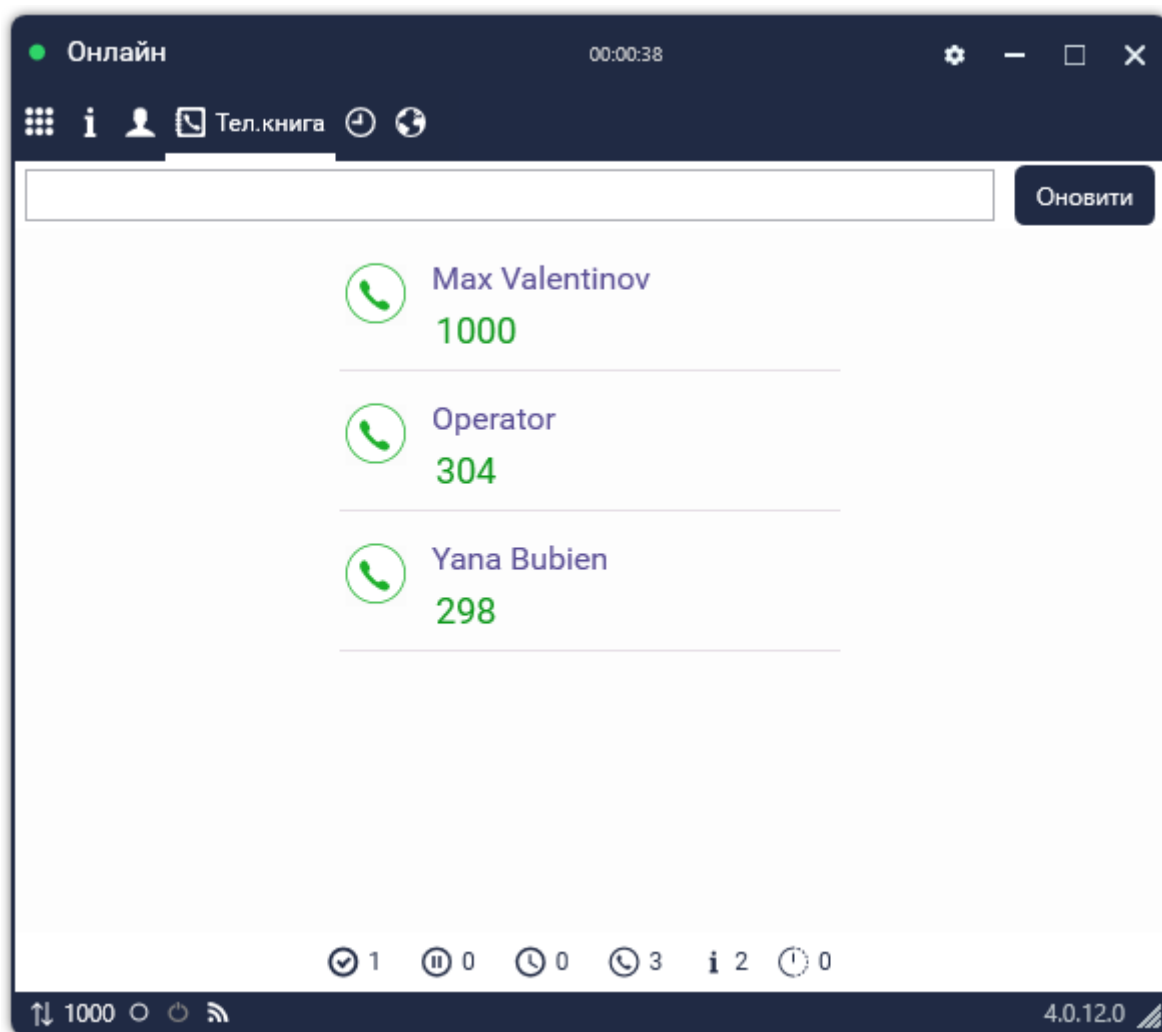 Онлайн 00:00:38
Тел.книга
Оновити
Max Valentinov
1000
Operator
304
Yana Bubien
298
1 0 0 3 2 0
1000 4.0.12.0